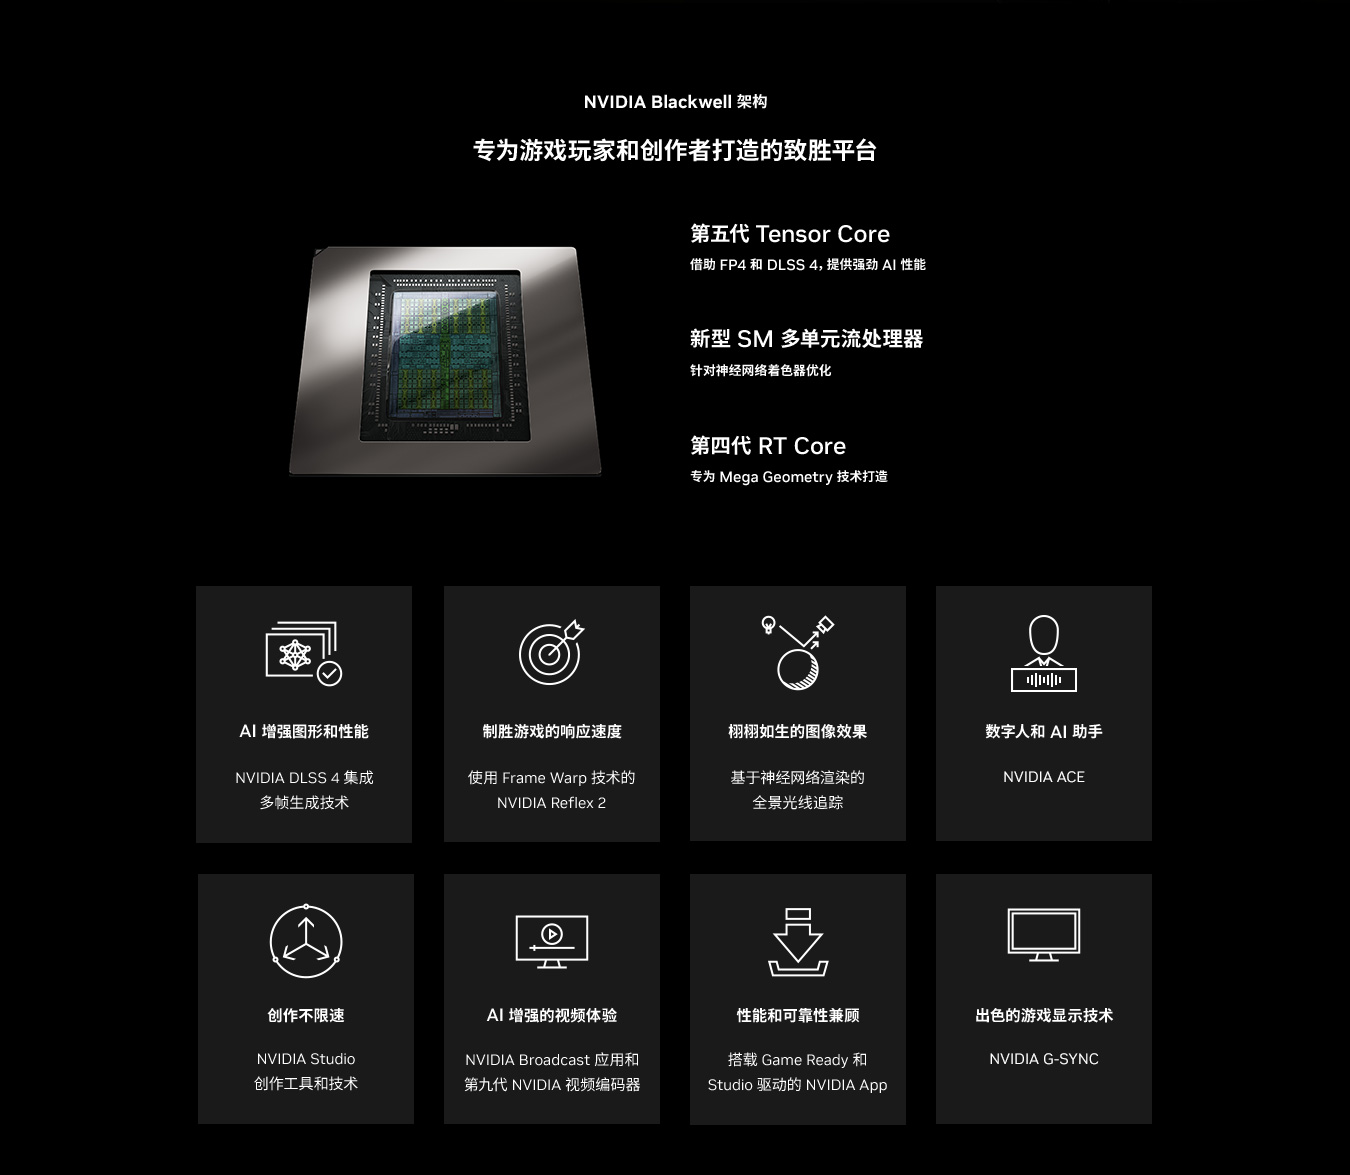 NVIDIA Blackwell 架构
专为游戏玩家和创作者打造的致胜平台
第五代 Tensor Core
借助 FP4 和 DLSS 4，提供强劲 AI 性能
新型 SM 多单元流处理器
针对神经网络着色器优化
第四代 RT Core
专为 Mega Geometry 技术打造
AI 增强图形和性能
NVIDIA DLSS 4 集成
多帧生成技术
制胜游戏的响应速度
使用 Frame Warp 技术的
NVIDIA Reflex 2
栩栩如生的图像效果
基于神经网络渲染的
全景光线追踪
数字人和 AI 助手
NVIDIA ACE
创作不限速
NVIDIA Studio
创作工具和技术
AI 增强的视频体验
NVIDIA Broadcast 应用和
第九代 NVIDIA 视频编码器
性能和可靠性兼顾
搭载 Game Ready 和
Studio 驱动的 NVIDIA App
出色的游戏显示技术
NVIDIA G-SYNC